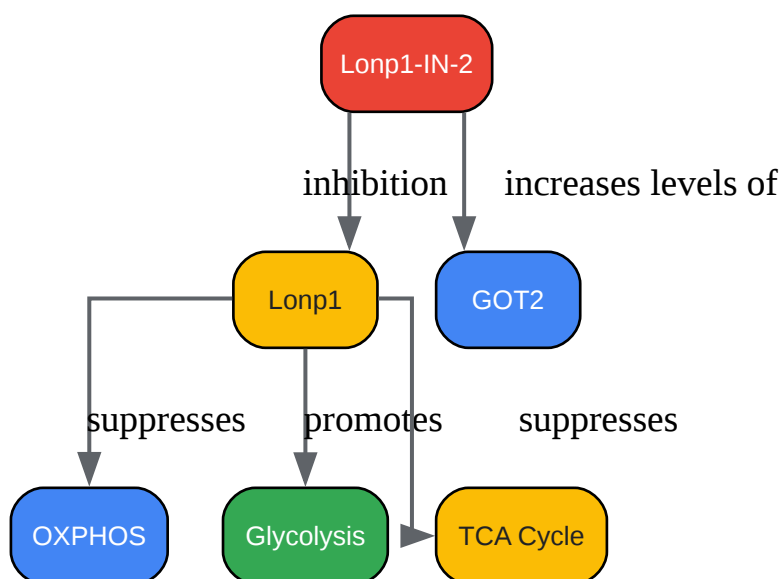 Lonp1-IN-2
inhibition
increases levels of
Lonp1
GOT2
suppresses
promotes
suppresses
OXPHOS
Glycolysis
TCA Cycle